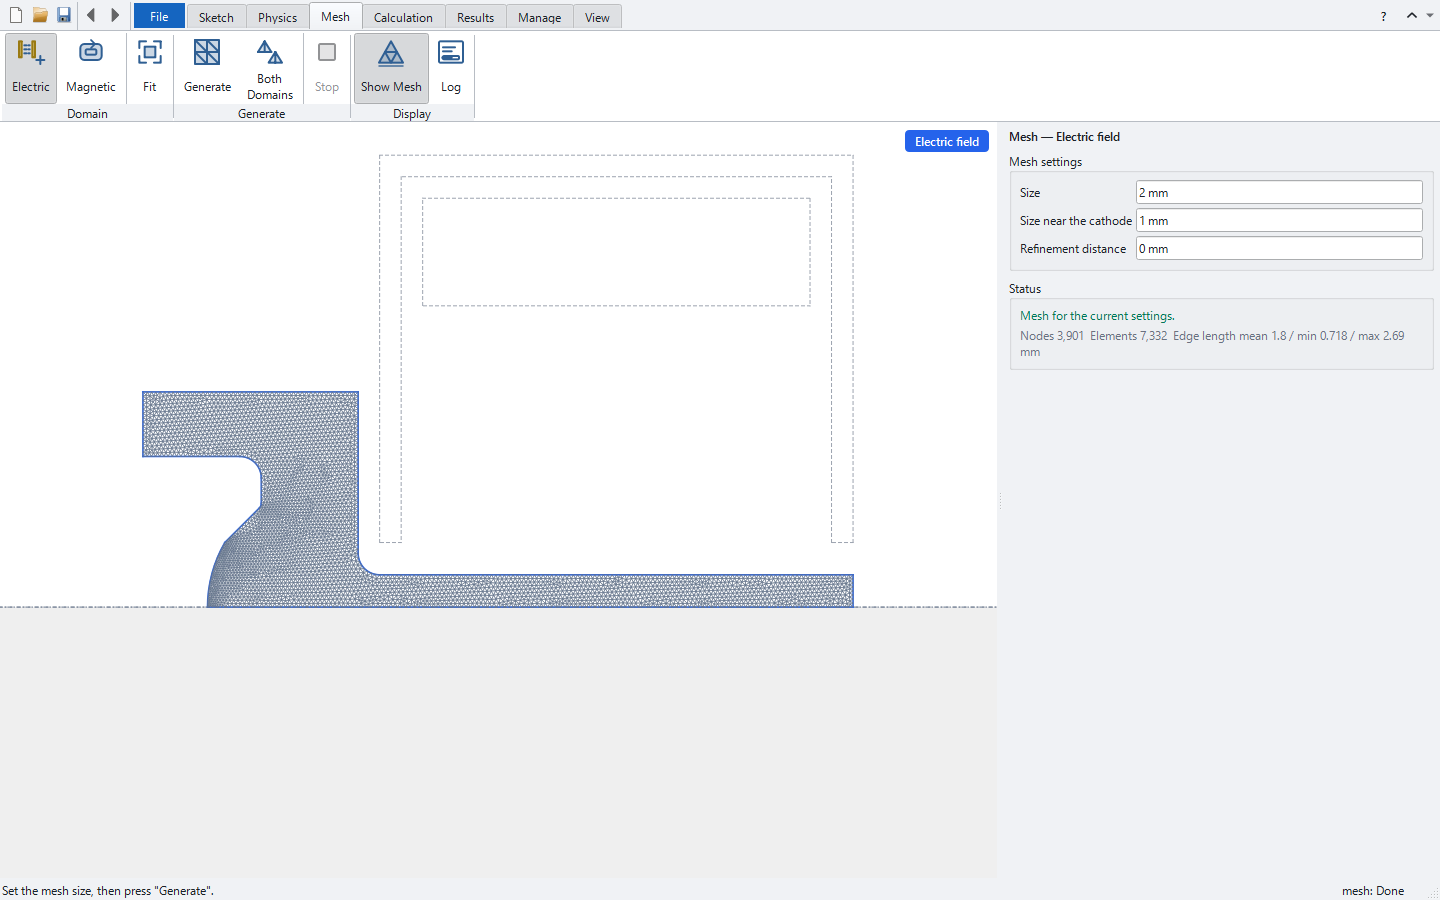 File
Sketch
Physics
Mesh
Calculation
Results
Manage
View
?
Electric
Magnetic
Fit
Generate
Both
Domains
Stop
Show Mesh
Log
Domain
Generate
Display
Electric field
Mesh — Electric field
Mesh settings
Size
2 mm
Size near the cathode
1 mm
Refinement distance
0 mm
Status
Mesh for the current settings.
Nodes 3,901 Elements 7,332 Edge length mean 1.8 / min 0.718 / max 2.69
mm
Set the mesh size, then press "Generate".
mesh: Done